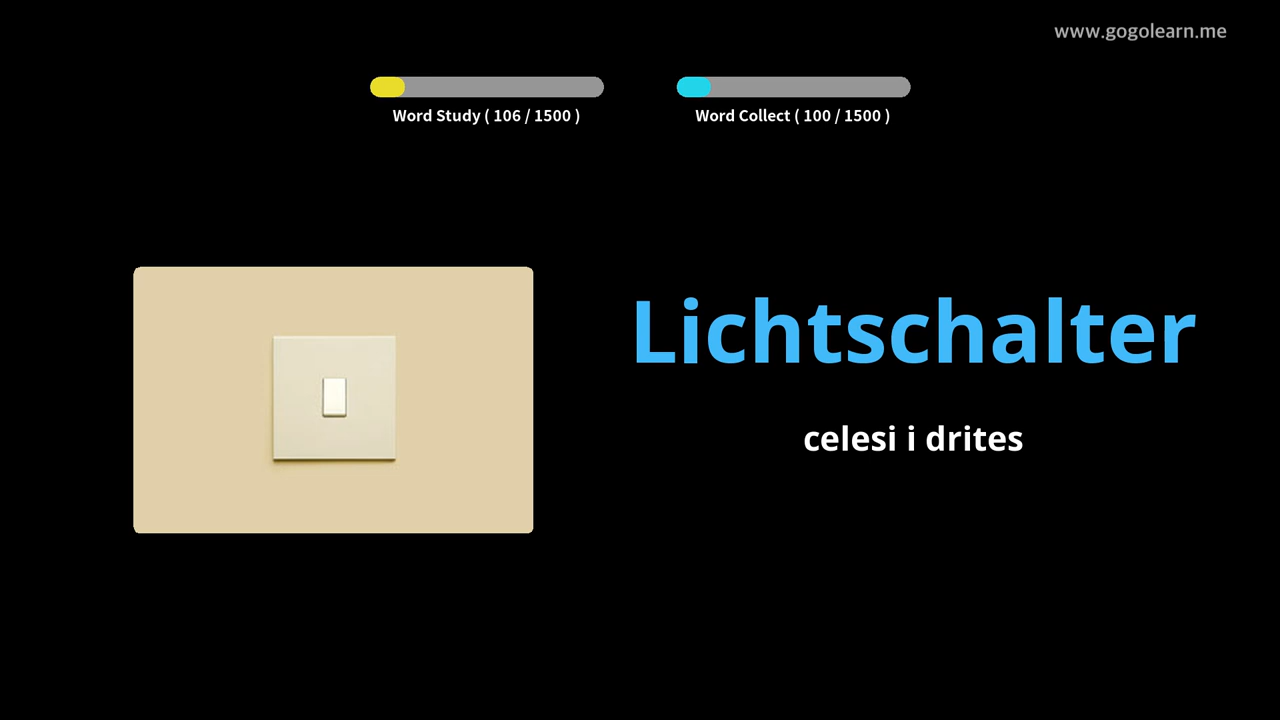 www.gogolearn.me
Word Study ( 106 / 1500 )
Word Collect ( 100 / 1500 )
Lichtschalter
celesi i drites